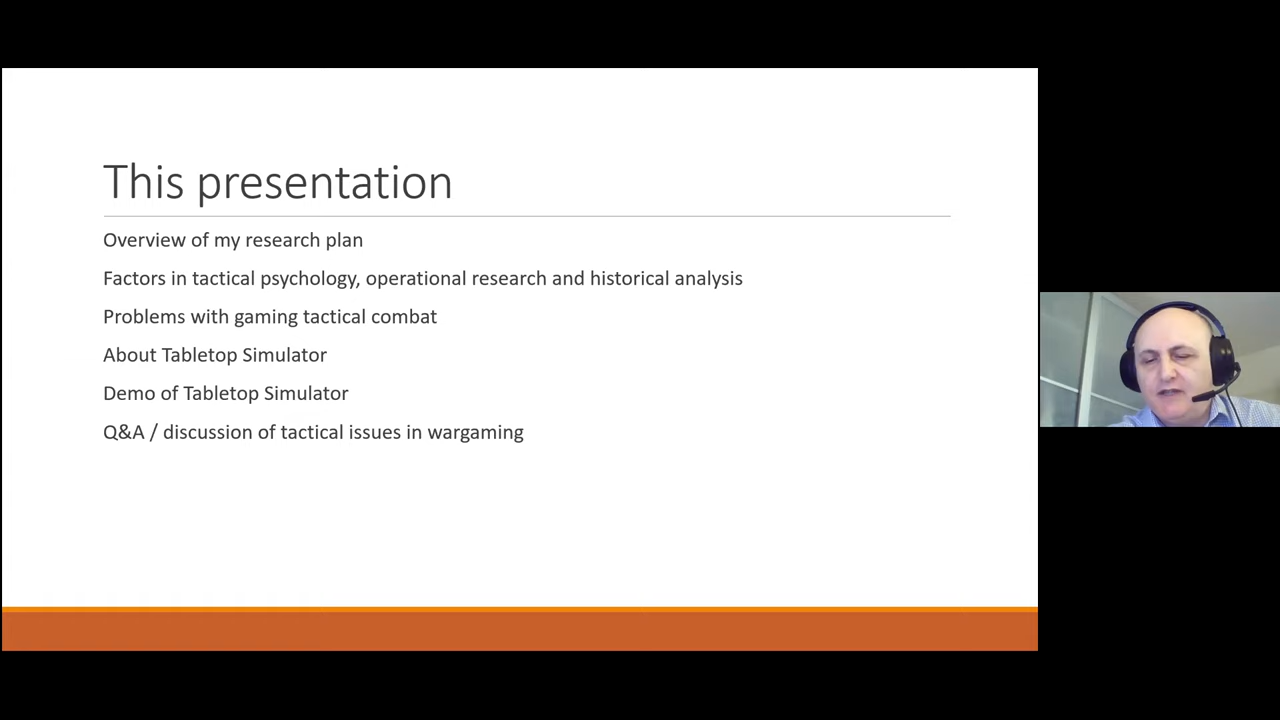 This presentation
Overview of my research plan
Factors in tactical psychology, operational research and historical analysis
Problems with gaming tactical combat
About Tabletop Simulator
Demo of Tabletop Simulator
Q&A / discussion of tactical issues in wargaming